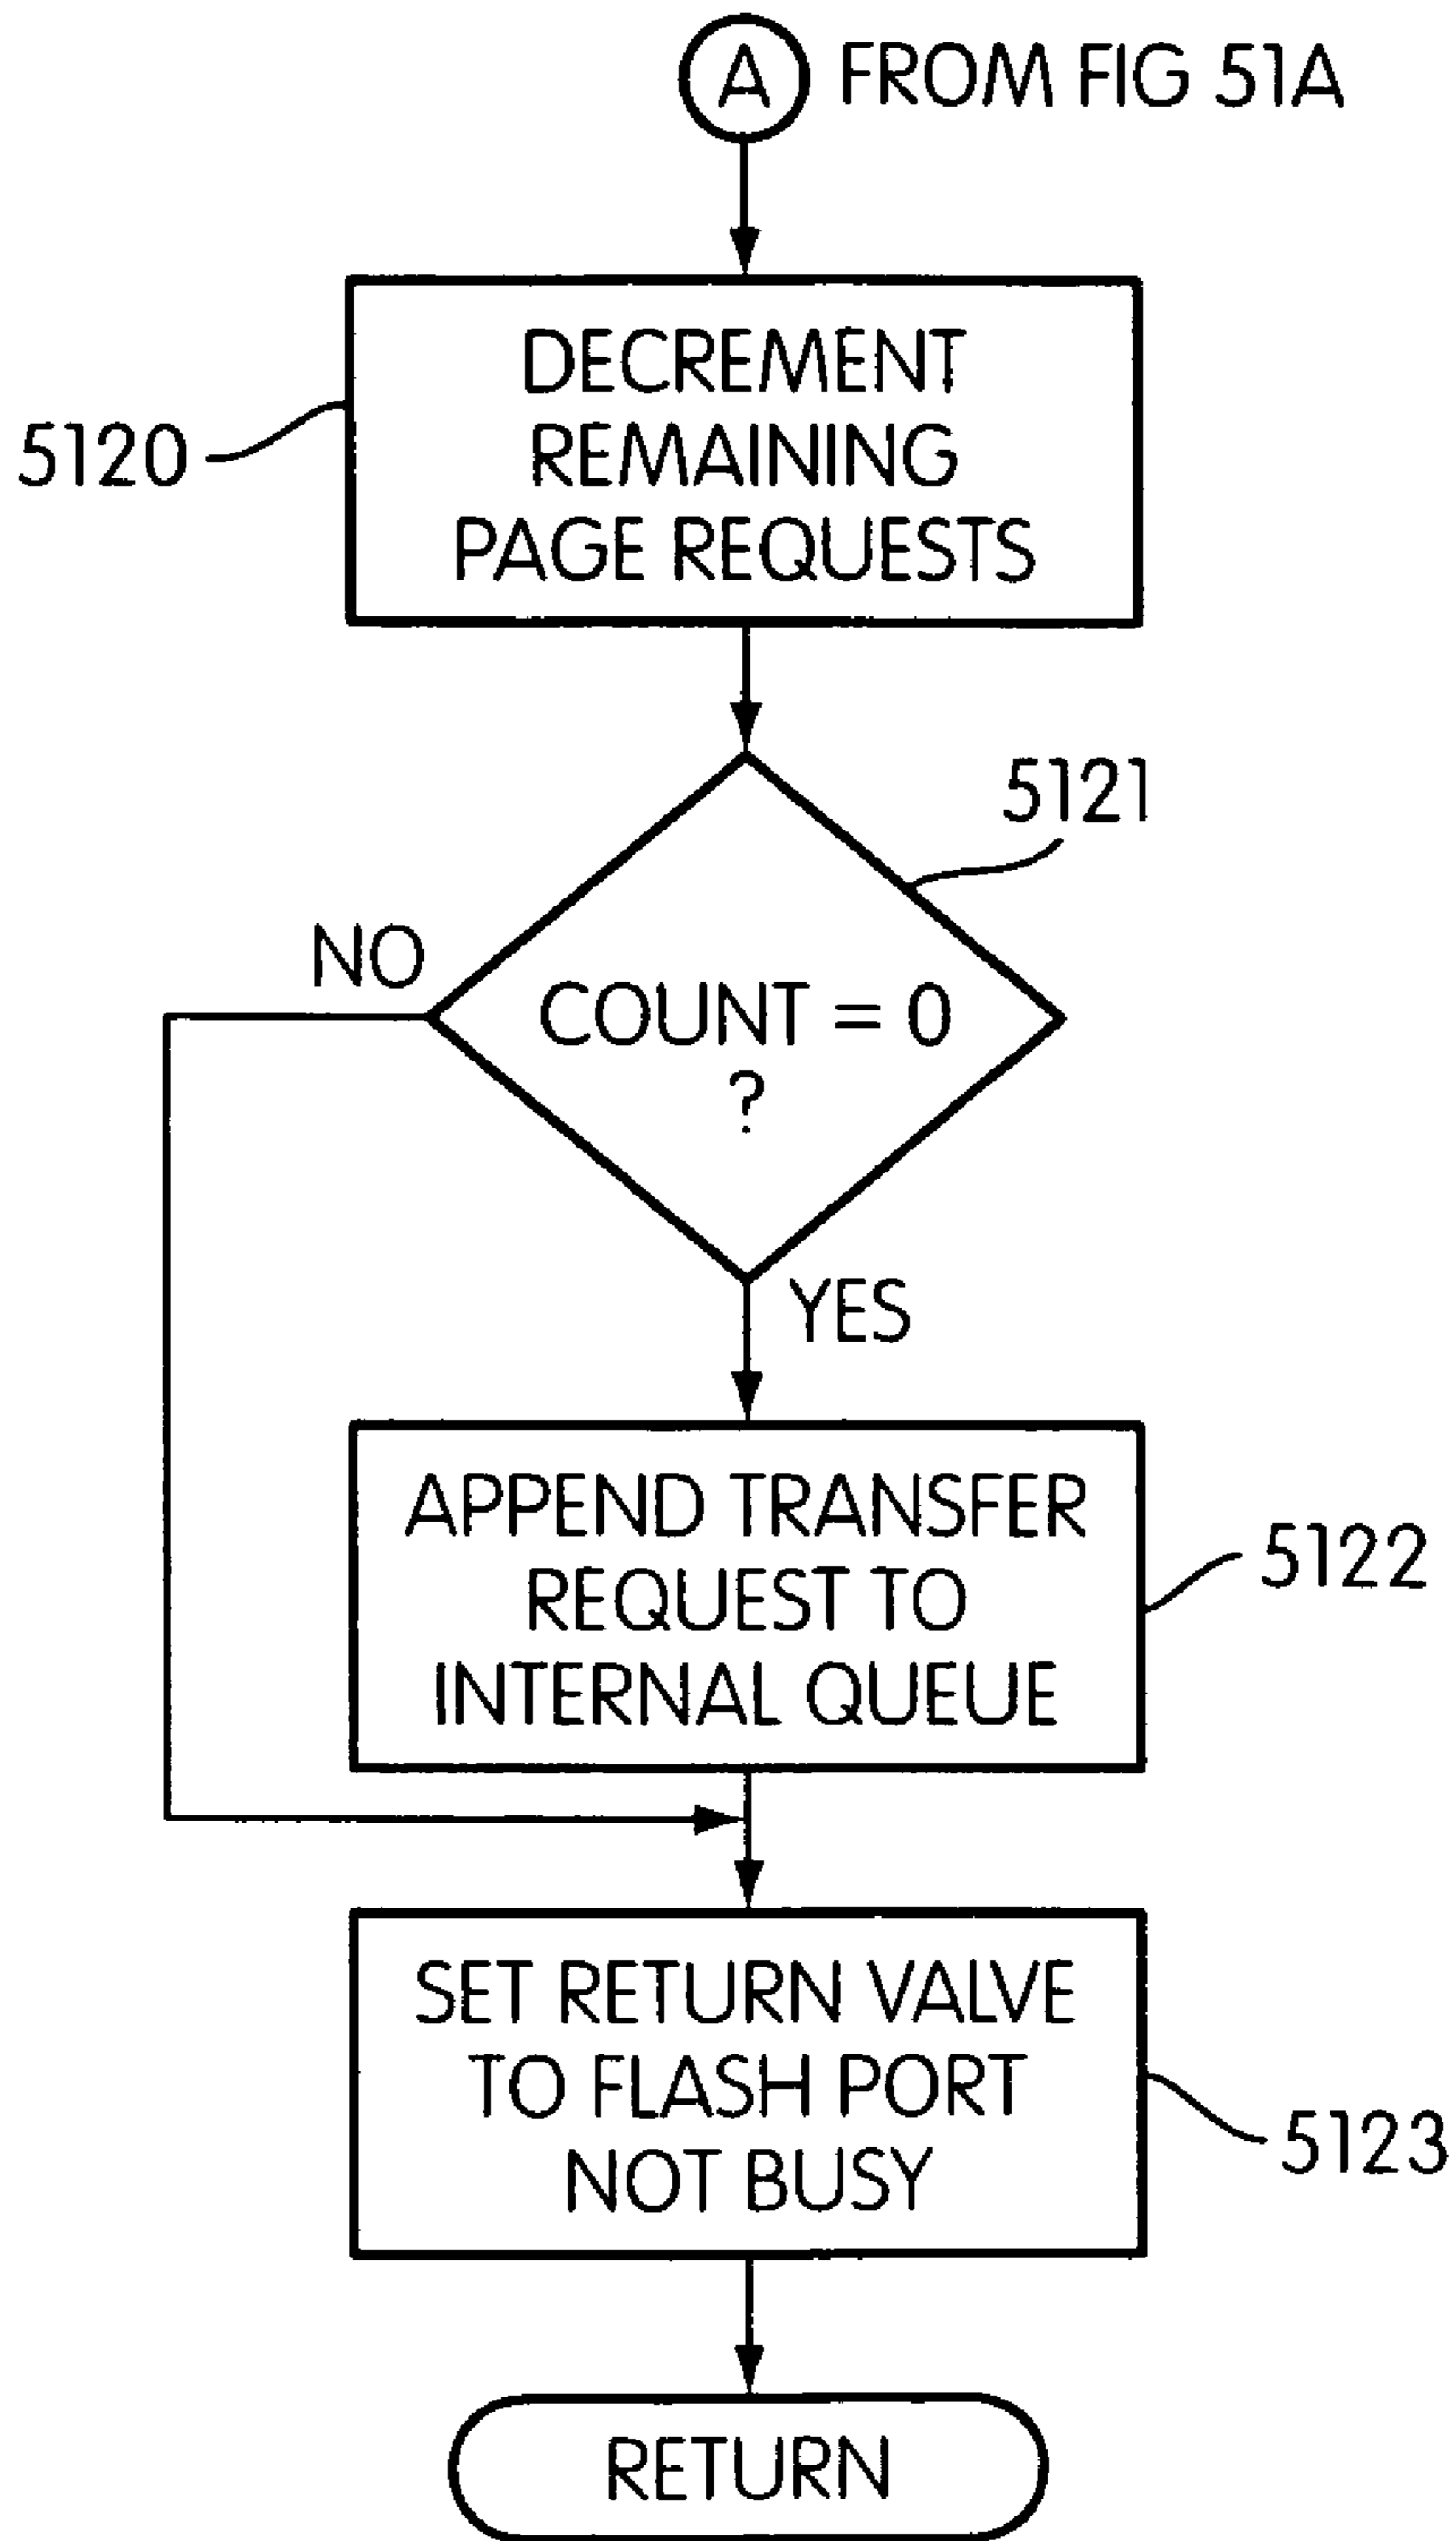 A FROM FIG 51A
DECREMENT
REMAINING
PAGE REQUESTS
5120
5121
NO
COUNT = 0
?
YES
APPEND TRANSFER
REQUEST TO
INTERNAL QUEUE
5122
SET RETURN VALVE
TO FLASH PORT
NOT BUSY
5123
RETURN